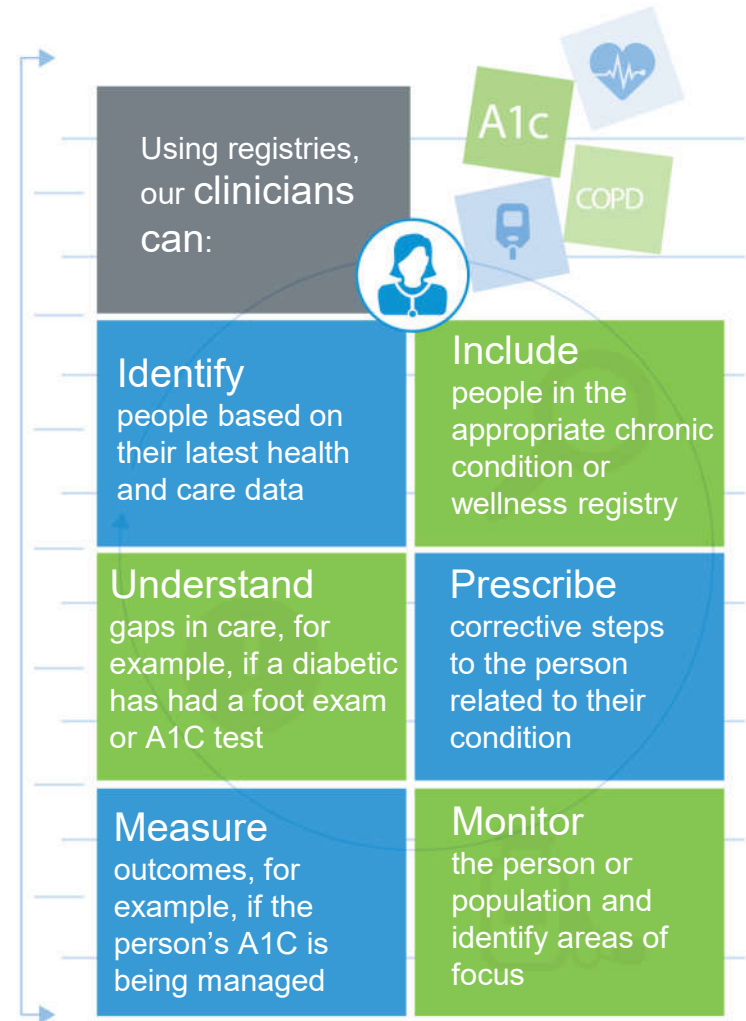 Using registries,
our clinicians
can:
A1c
COPD
Identify
people based on
their latest health
and care data
Include
people in the
appropriate chronic
condition or
wellness registry
Understand
gaps in care, for
example, if a diabetic
has had a foot exam
or A1C test
Prescribe
corrective steps
to the person
related to their
condition
Measure
outcomes, for
example, if the
person’s A1C is
being managed
Monitor
the person or
population and
identify areas of
focus